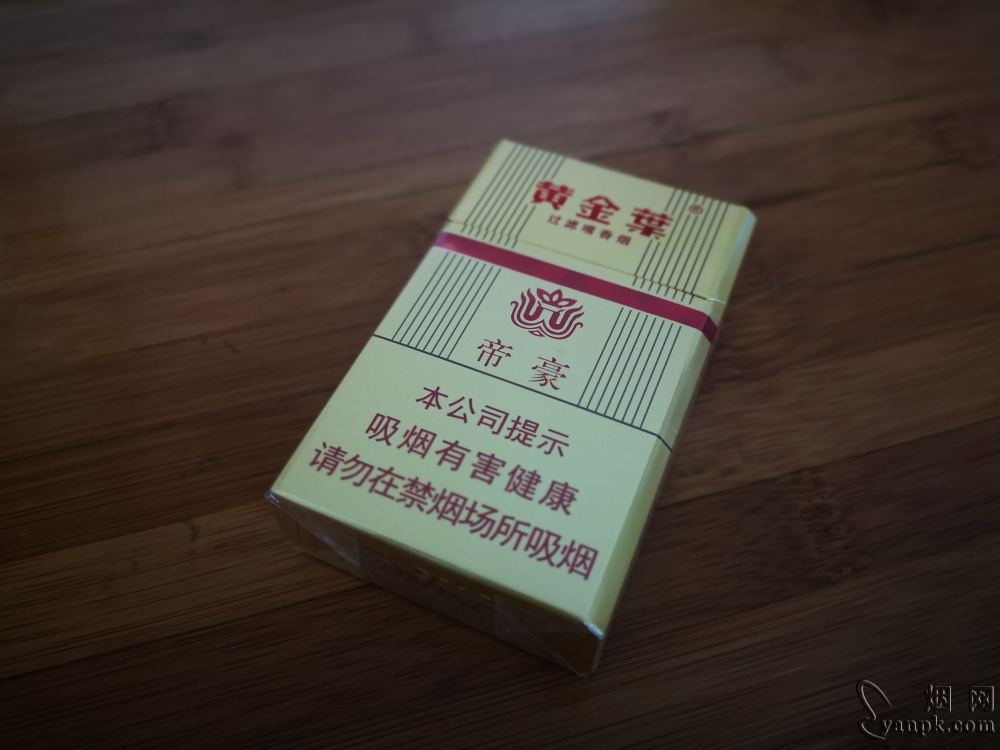 黄金葉®
过滤嘴香烟
帝豪
本公司提示
吸烟有害健康
请勿在禁烟场所吸烟
烟网
yanpk.com